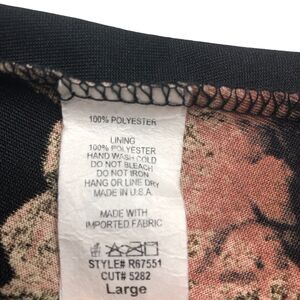 100% POLYESTER
LINING
100% POLYESTER
HAND WASH COLD
DO NOT BLEACH
DO NOT IRON
HANG OR LINE DRY
MADE IN U.S.A
MADE WITH
IMPORTED FABRIC
STYLE# R67551
CUT# 5282
Large